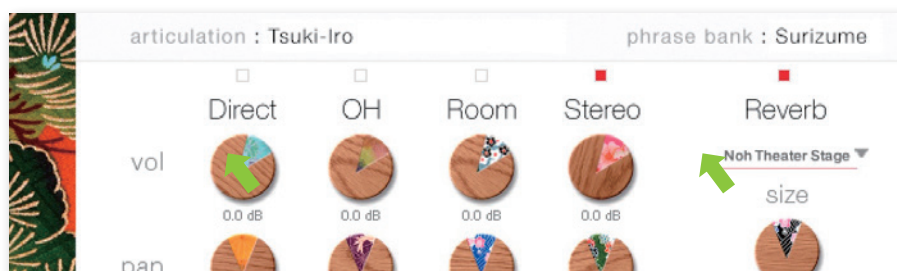 articulation : Tsuki-Iro
phrase bank : Surizume
Direct OH Room Stereo Reverb
vol
Noh Theater Stage
size
0.0 dB 0.0 dB 0.0 dB 0.0 dB
pan